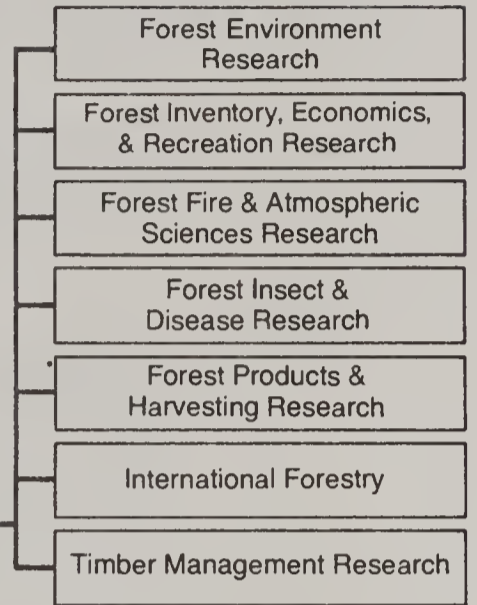 Forest Environment
Research
Forest Inventory, Economics,
& Recreation Research
Forest Fire & Atmospheric
Sciences Research
Forest Insect &
Disease Research
Forest Products &
Harvesting Research
International Forestry
Timber Management Research